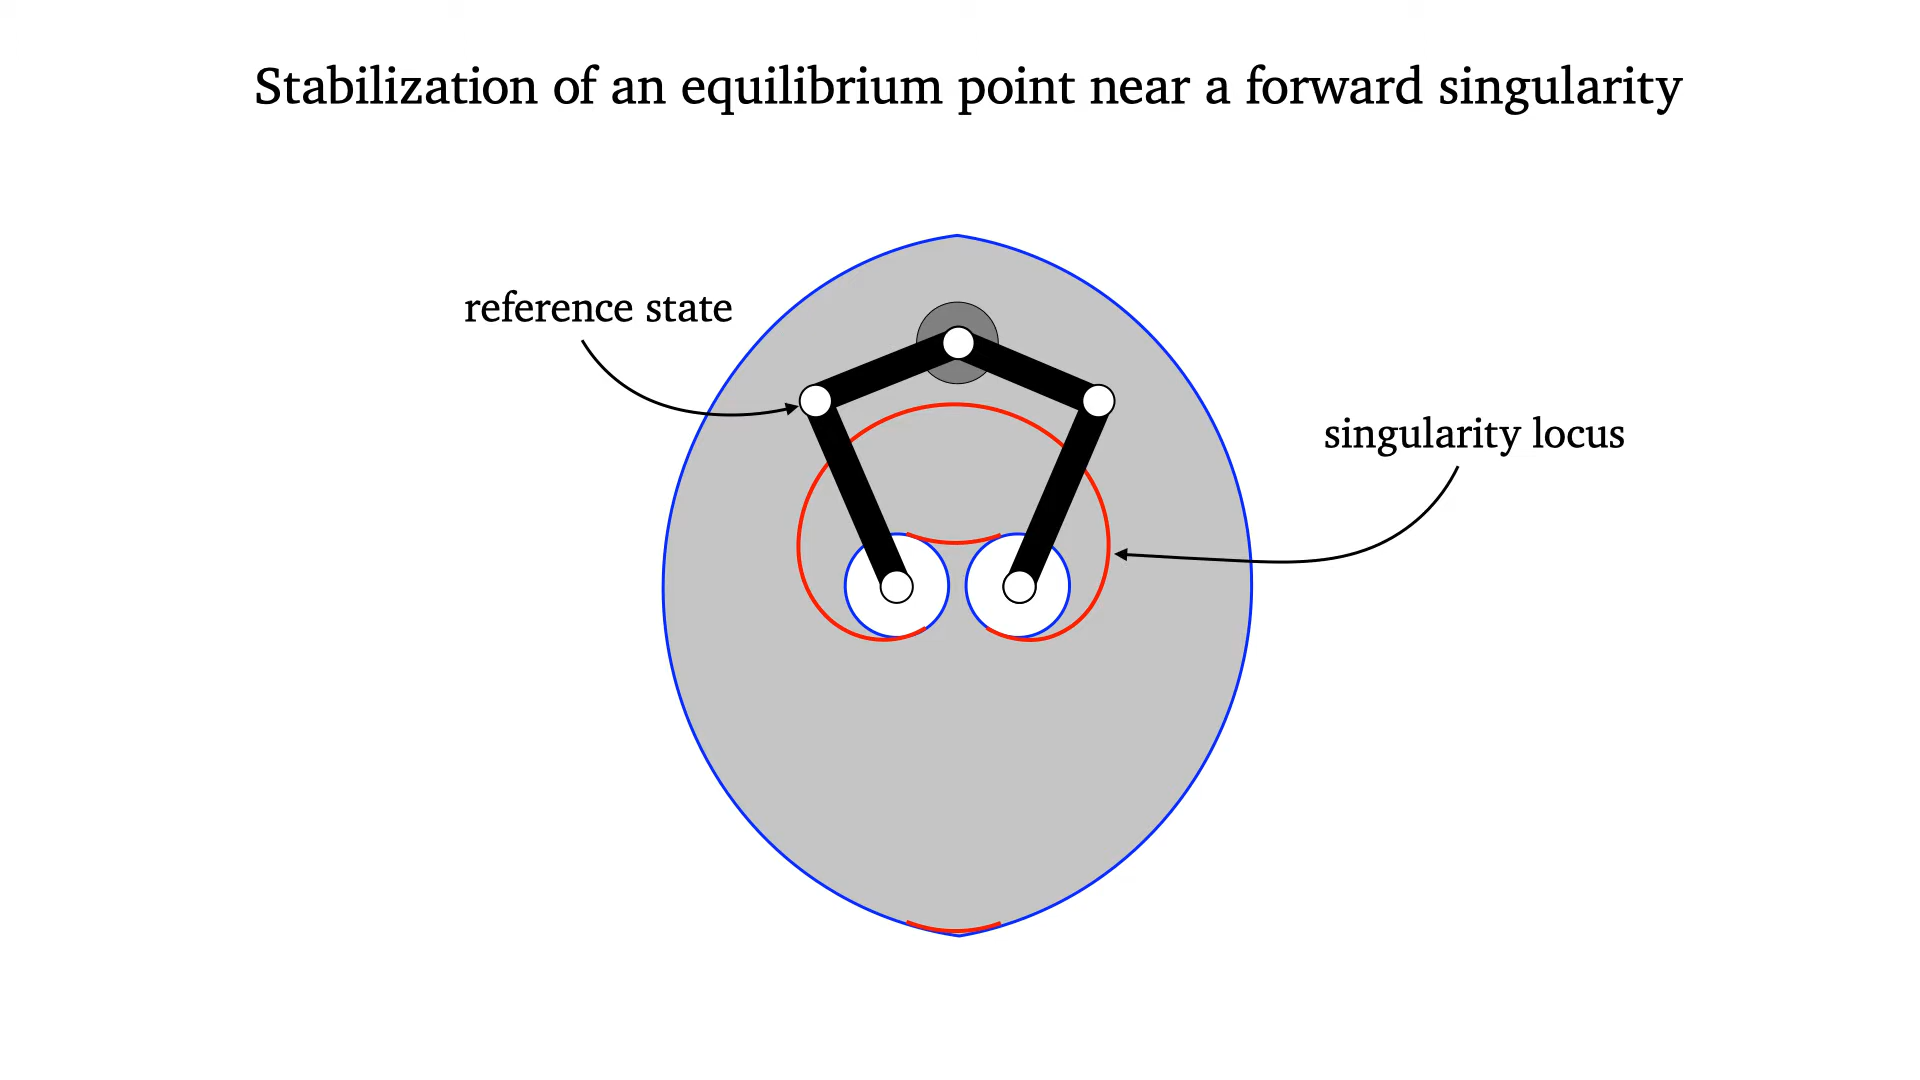 Stabilization of an equilibrium point near a forward singularity
reference state
singularity locus